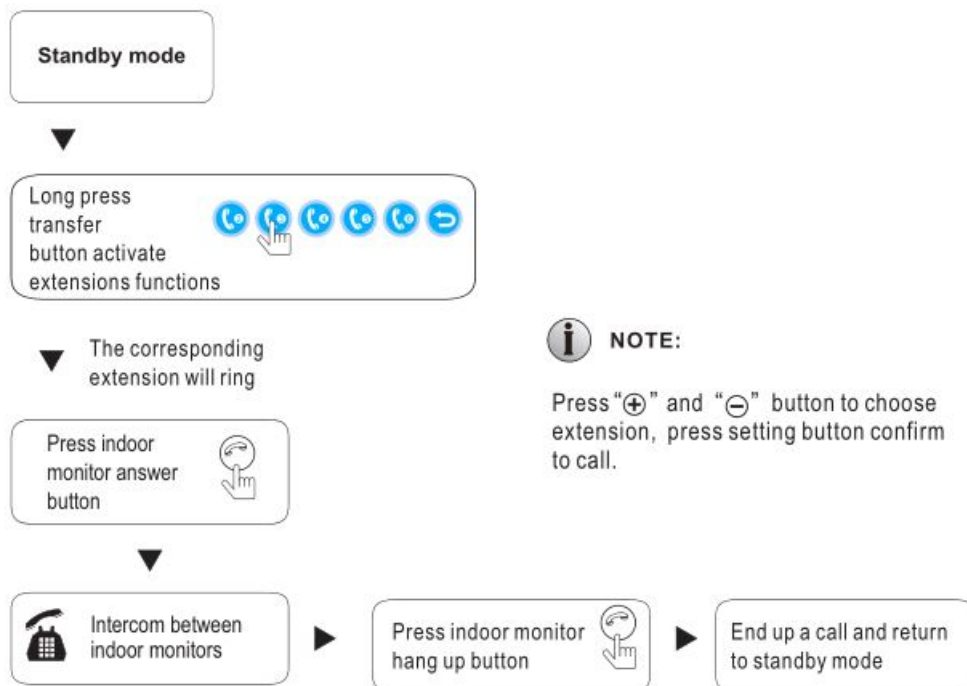 Standby mode
Long press
transfer
button activate
extensions functions
The corresponding
extension will ring
NOTE:
Press “⊕” and “⊖” button to choose
extension, press setting button confirm
to call.
Press indoor
monitor answer
button
Intercom between
indoor monitors
Press indoor monitor
hang up button
End up a call and return
to standby mode